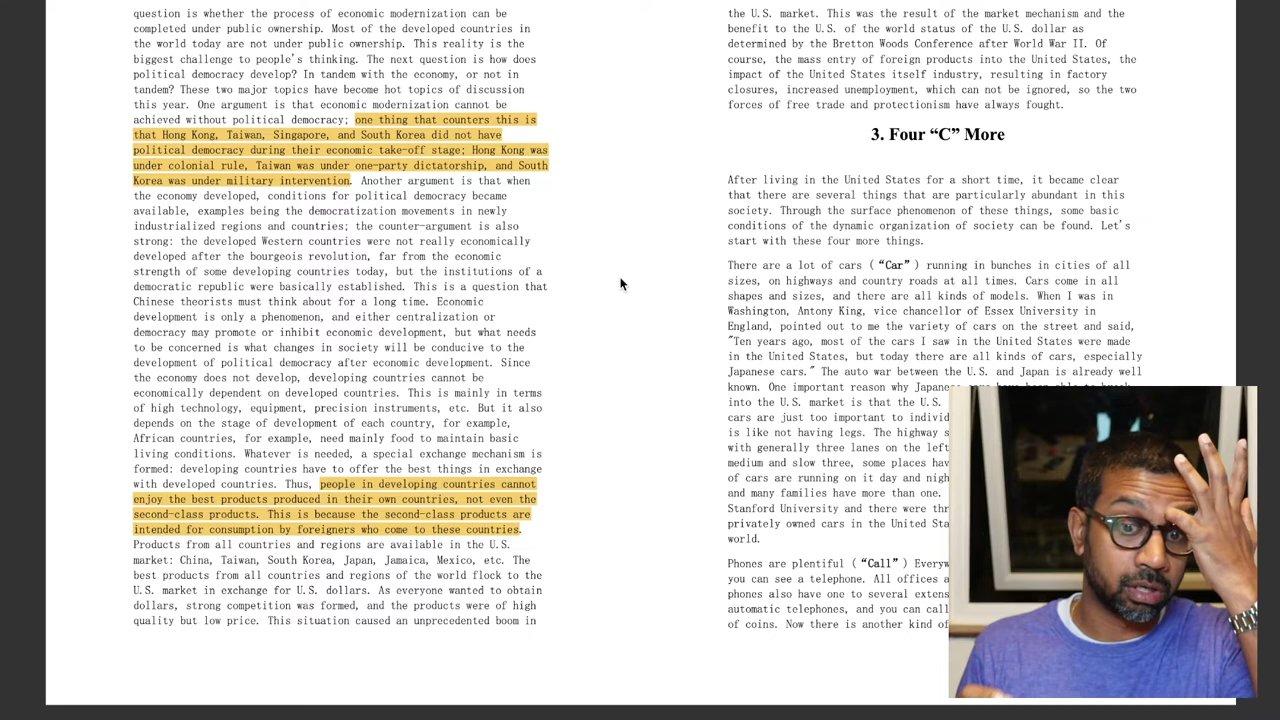 question is whether the process of economic modernization can be
completed under public ownership. Most of the developed countries in
the world today are not under public ownership. This reality is the
biggest challenge to people's thinking. The next question is how does
political democracy develop? In tandem with the economy, or not in
tandem? These two major topics have become hot topics of discussion
this year. One argument is that economic modernization cannot be
achieved without political democracy; one thing that counters this is
that Hong Kong, Taiwan, Singapore, and South Korea did not have
political democracy during their economic take-off stage; Hong Kong was
under colonial rule, Taiwan was under one-party dictatorship, and South
Korea was under military intervention. Another argument is that when
the economy developed, conditions for political democracy became
available, examples being the democratization movements in newly
industrialized regions and countries; the counter-argument is also
strong: the developed Western countries were not really economically
developed after the bourgeois revolution, far from the economic
strength of some developing countries today, but the institutions of a
democratic republic were basically established. This is a question that
Chinese theorists must think about for a long time. Economic
development is only a phenomenon, and either centralization or
democracy may promote or inhibit economic development, but what needs
to be concerned is what changes in society will be conducive to the
development of political democracy after economic development. Since
the economy does not develop, developing countries cannot be
economically dependent on developed countries. This is mainly in terms
of high technology, equipment, precision instruments, etc. But it also
depends on the stage of development of each country, for example,
African countries, for example, need mainly food to maintain basic
living conditions. Whatever is needed, a special exchange mechanism is
formed: developing countries have to offer the best things in exchange
with developed countries. Thus, people in developing countries cannot
enjoy the best products produced in their own countries, not even the
second-class products. This is because the second-class products are
intended for consumption by foreigners who come to these countries.
Products from all countries and regions are available in the U.S.
market: China, Taiwan, South Korea, Japan, Jamaica, Mexico, etc. The
best products from all countries and regions of the world flock to the
U.S. market in exchange for U.S. dollars. As everyone wanted to obtain
dollars, strong competition was formed, and the products were of high
quality but low price. This situation caused an unprecedented boom in
the U.S. market. This was the result of the market mechanism and the
benefit to the U.S. of the world status of the U.S. dollar as
determined by the Bretton Woods Conference after World War II. Of
course, the mass entry of foreign products into the United States, the
impact of the United States itself industry, resulting in factory
closures, increased unemployment, which can not be ignored, so the two
forces of free trade and protectionism have always fought.
3. Four “C” More
After living in the United States for a short time, it became clear
that there are several things that are particularly abundant in this
society. Through the surface phenomenon of these things, some basic
conditions of the dynamic organization of society can be found. Let's
start with these four more things.
There are a lot of cars (“Car”) running in bunches in cities of all
sizes, on highways and country roads at all times. Cars come in all
shapes and sizes, and there are all kinds of models. When I was in
Washington, Antony King, vice chancellor of Essex University in
England, pointed out to me the variety of cars on the street and said,
"Ten years ago, most of the cars I saw in the United States were made
in the United States, but today there are all kinds of cars, especially
Japanese cars." The auto war between the U.S. and Japan is already well
known. One important reason why Japanese
into the U.S. market is that the U.S.
cars are just too important to
is like not having legs. The highway
with generally three lanes on the left
medium and slow three, some places
of cars are running on it day and
and many families have more than one.
Stanford University and there were
privately owned cars in the United
world.
Phones are plentiful (“Call”)
you can see a telephone. All offices
phones also have one to several
automatic telephones, and you can call
of coins. Now there is another kind